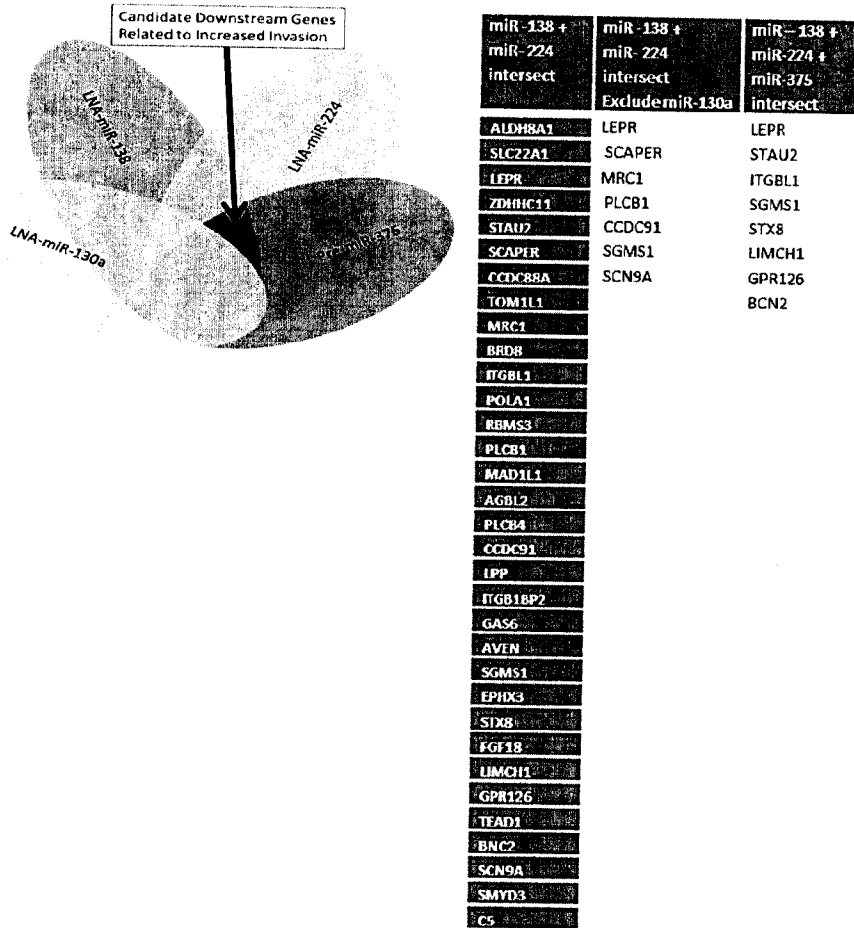 Candidate Downstream Genes
Related to Increased Invasion
LNA-miR-138
LNA-miR-224
LNA-miR-130a
miR-375
miR-138 +
miR-224
intersect
miR-138 +
miR-224
intersect
Exclude miR-130a
miR-138 +
miR-224 +
miR-375
intersect
ALDH8A1 LEPR LEPR
SLC22A1 SCAPER STAU2
LEPR MRC1 ITGBL1
ZDHHC11 PLCB1 SGMS1
STAU2 CCDC91 STX8
SCAPER SGMS1 LIMCH1
CCDC88A SCN9A GPR126
TOM1L1 BCN2
MRC1
BRD8
ITGBL1
POLA1
RBMS3
PLCB1
MAD1L1
AGBL2
PLCB4
CCDC91
LPP
ITGB1BP2
GAS6
AVEN
SGMS1
EPHX3
STX8
FGF18
LIMCH1
GPR126
TEAD1
BNC2
SCN9A
SMYD3
C5